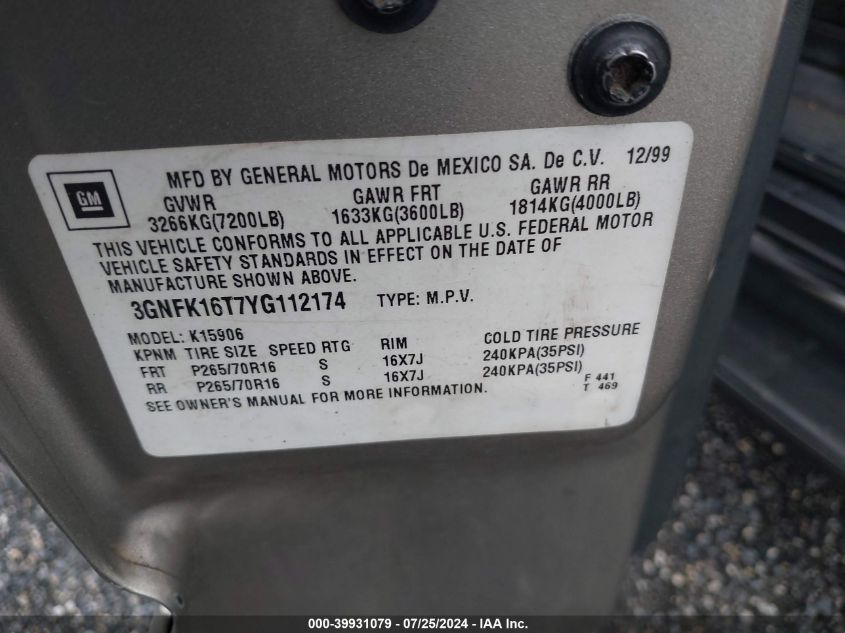 GM
MFD BY GENERAL MOTORS De MEXICO SA. De C.V. 12/99
GVWR GAWR FRT GAWR RR
3266KG(7200LB) 1633KG(3600LB) 1814KG(4000LB)
THIS VEHICLE CONFORMS TO ALL APPLICABLE U.S. FEDERAL MOTOR
VEHICLE SAFETY STANDARDS IN EFFECT ON THE DATE OF
MANUFACTURE SHOWN ABOVE.
3GNFK16T7YG112174 TYPE: M.P.V.
MODEL: K15906
KPNM TIRE SIZE SPEED RTG RIM COLD TIRE PRESSURE
FRT P265/70R16 S 16X7J 240KPA(35PSI)
RR P265/70R16 S 16X7J 240KPA(35PSI)
SEE OWNER'S MANUAL FOR MORE INFORMATION.
F 441
T 469
000-39931079 - 07/25/2024 - IAA Inc.